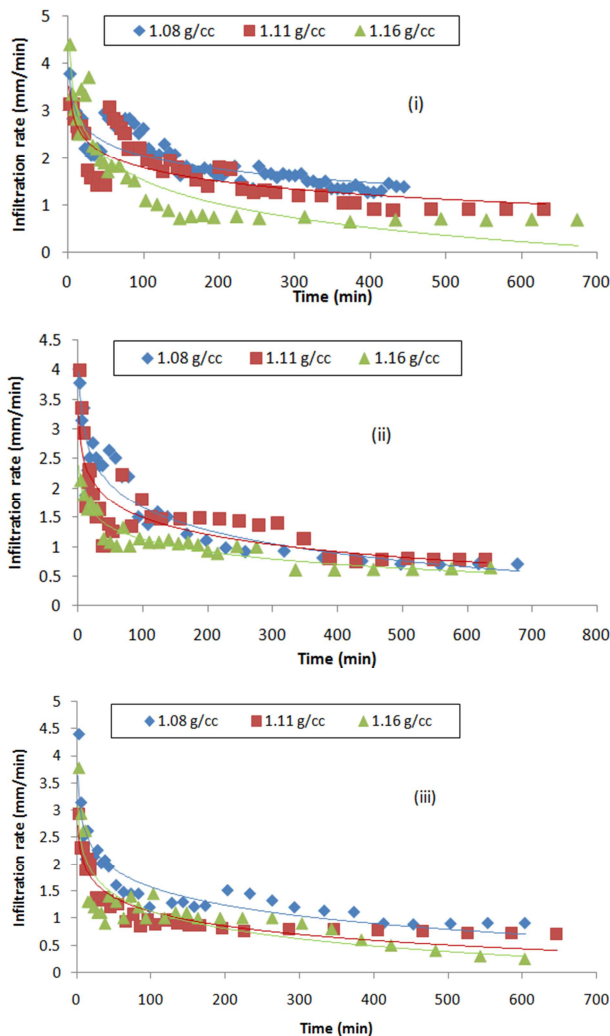 5
1.08 g/cc 1.11 g/cc 1.16 g/cc
4
(i)
3
2
1
0
Infiltration rate (mm/min)
0 100 200 300 400 500 600 700
Time (min)
4.5
1.08 g/cc 1.11 g/cc 1.16 g/cc
4
3.5
3
(ii)
2.5
2
1.5
1
0.5
0
Infiltration rate (mm/min)
0 100 200 300 400 500 600 700 800
Time (min)
5
1.08 g/cc 1.11 g/cc 1.16 g/cc
4.5
4
3.5
(iii)
3
2.5
2
1.5
1
0.5
0
Infiltration rate (mm/min)
0 100 200 300 400 500 600 700
Time (min)